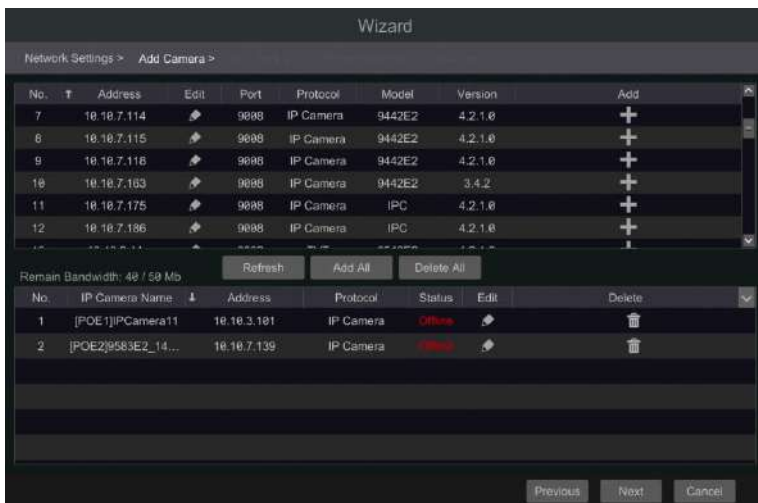 Wizard
Network Settings > Add Camera >
No. Address Edit Port Protocol Model Version Add
7 10.10.7.114 9008 IP Camera 9442E2 4.2.1.0
8 10.10.7.115 9008 IP Camera 9442E2 4.2.1.0
9 10.10.7.118 9008 IP Camera 9442E2 4.2.1.0
10 10.10.7.163 9008 IP Camera 9442E2 3.4.2
11 10.10.7.175 9008 IP Camera IPC 4.2.1.0
12 10.10.7.186 9008 IP Camera 9442E2 4.2.1.0
Remain Bandwidth: 40 / 50 Mb Refresh Add All Delete All
No. IP Camera Name Address Protocol Status Edit Delete
1 [POE1]IPCamera11 10.10.3.101 IP Camera Offline
2 [POE2]9583E2_14... 10.10.7.139 IP Camera Offline
Previous Next Cancel